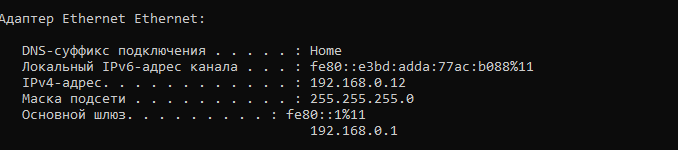 Адаптер Ethernet Ethernet:
DNS-суффикс подключения . . . . . : Home
Локальный IPv6-адрес канала . . . : fe80::e3bd:adda:77ac:b088%11
IPv4-адрес. . . . . . . . . . . . : 192.168.0.12
Маска подсети . . . . . . . . . . : 255.255.255.0
Основной шлюз. . . . . . . . . : fe80::1%11
192.168.0.1